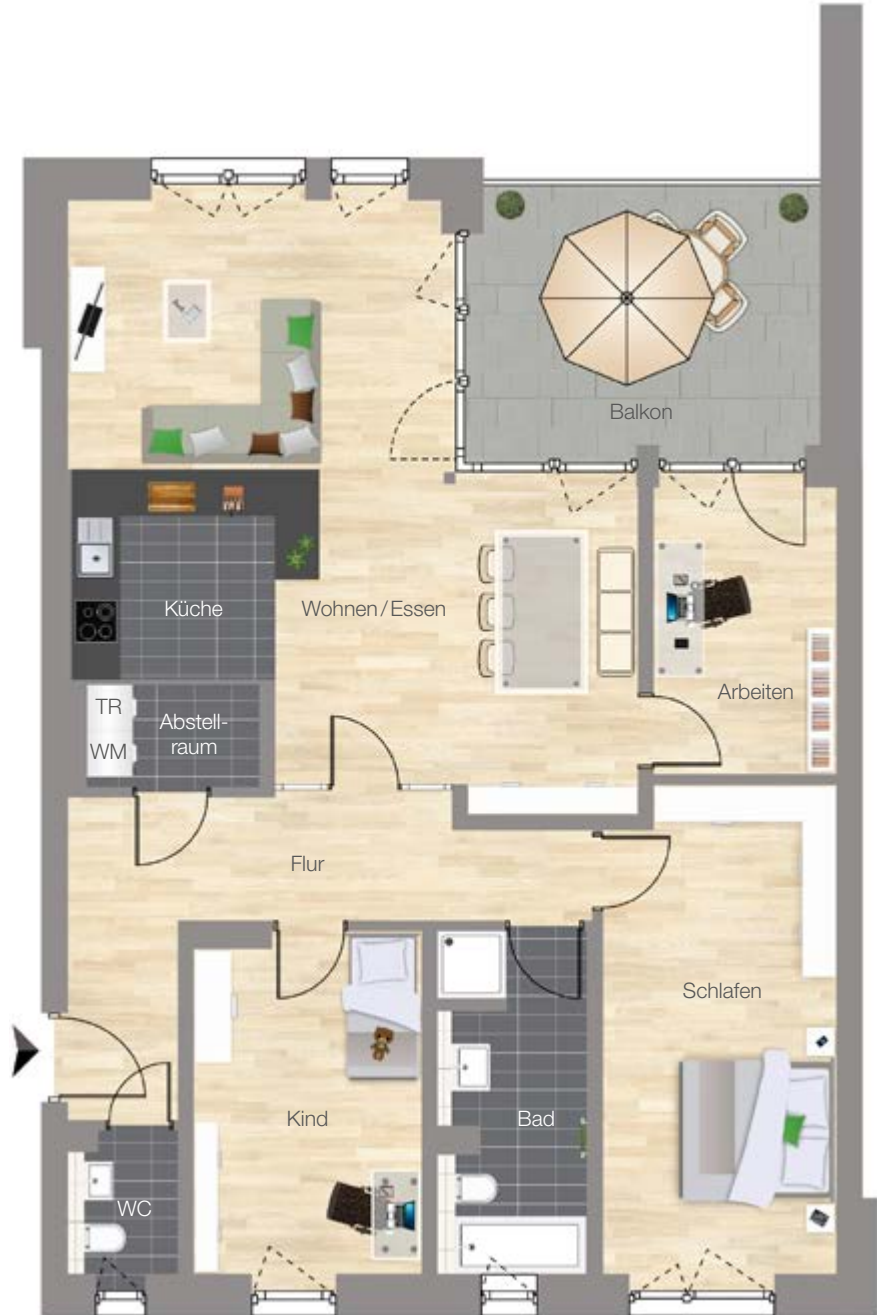 Balkon
Küche
Wohnen / Essen
Arbeiten
TR
WM
Abstell-
raum
Flur
Schlafen
Kind
Bad
WC